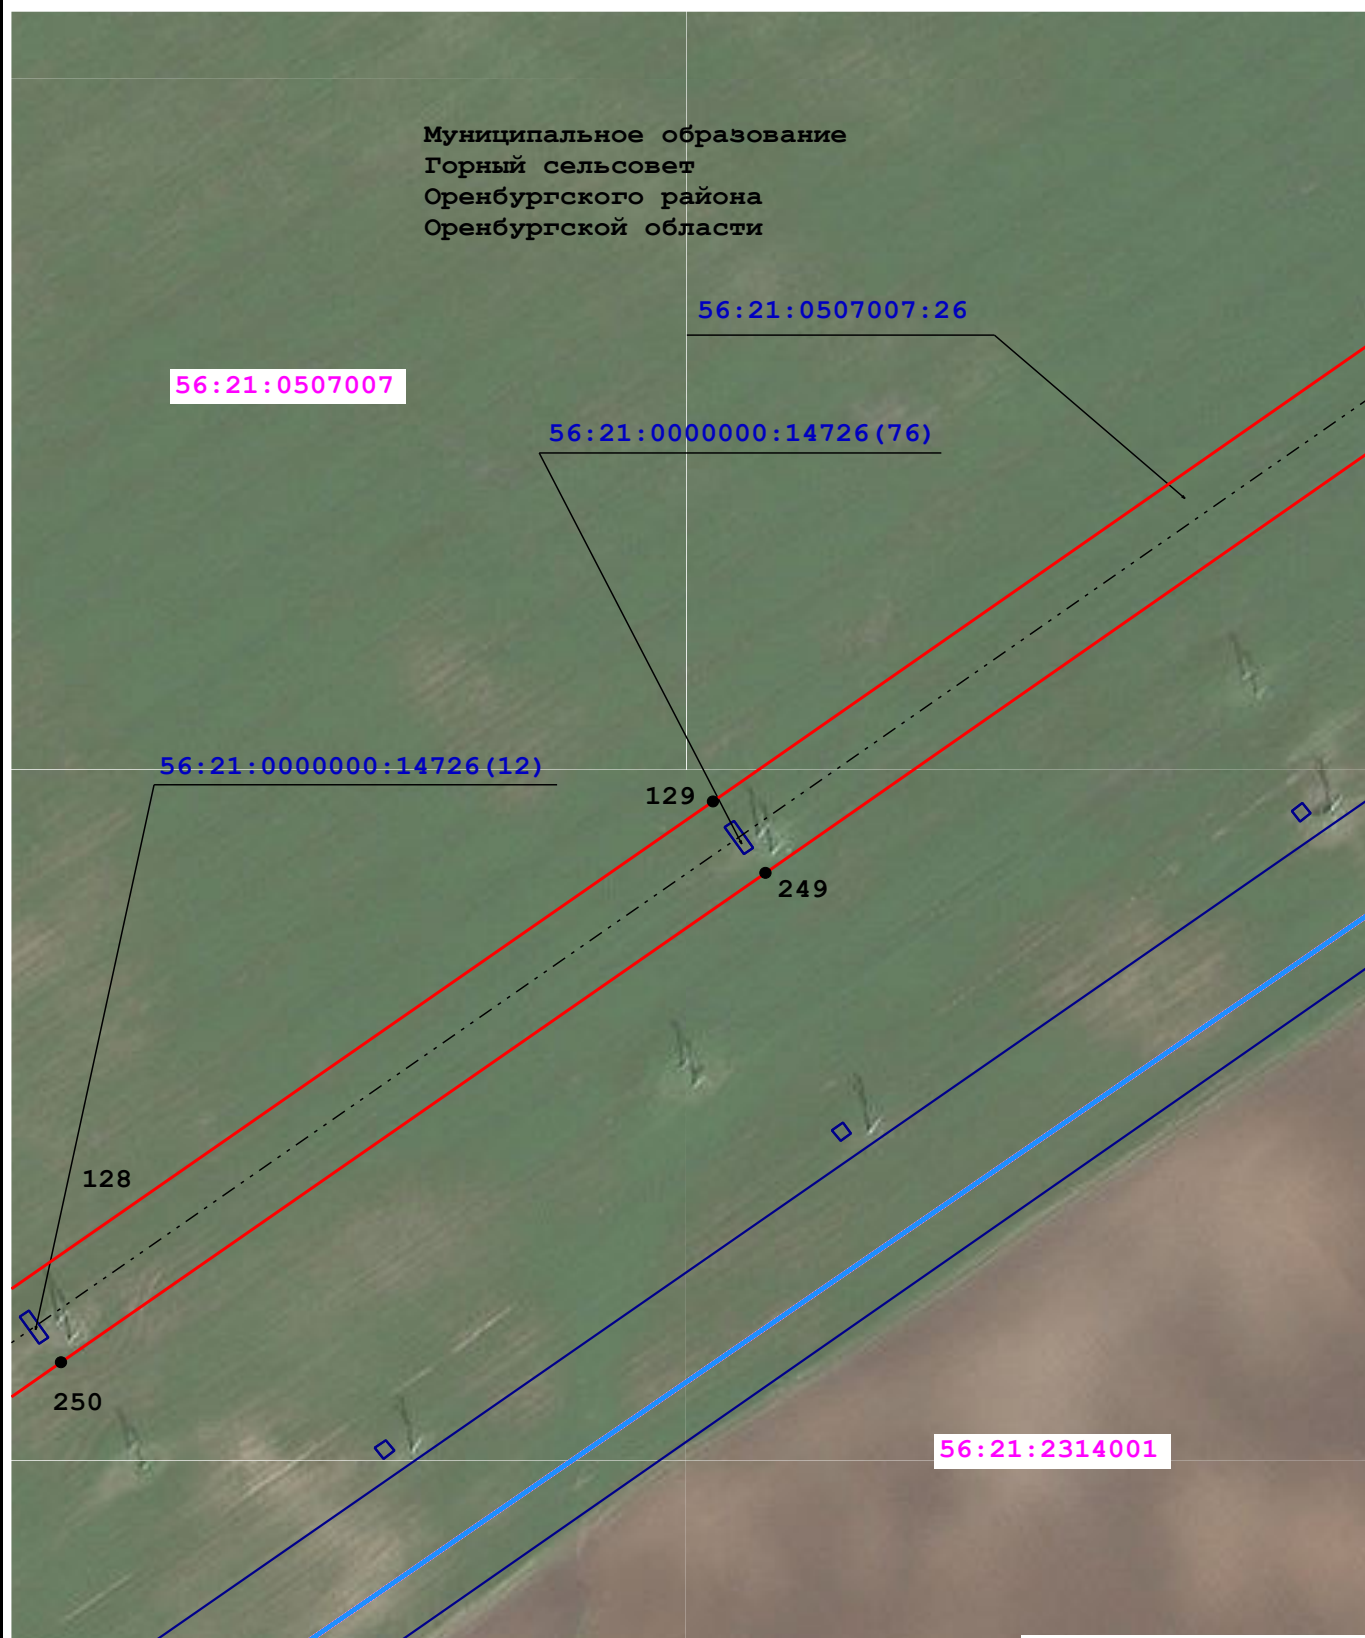 Муниципальное образование
Горный сельсовет
Оренбургского района
Оренбургской области
56:21:0507007:26
56:21:0507007
56:21:0000000:14726(76)
56:21:0000000:14726(12)
129
249
128
250
56:21:2314001